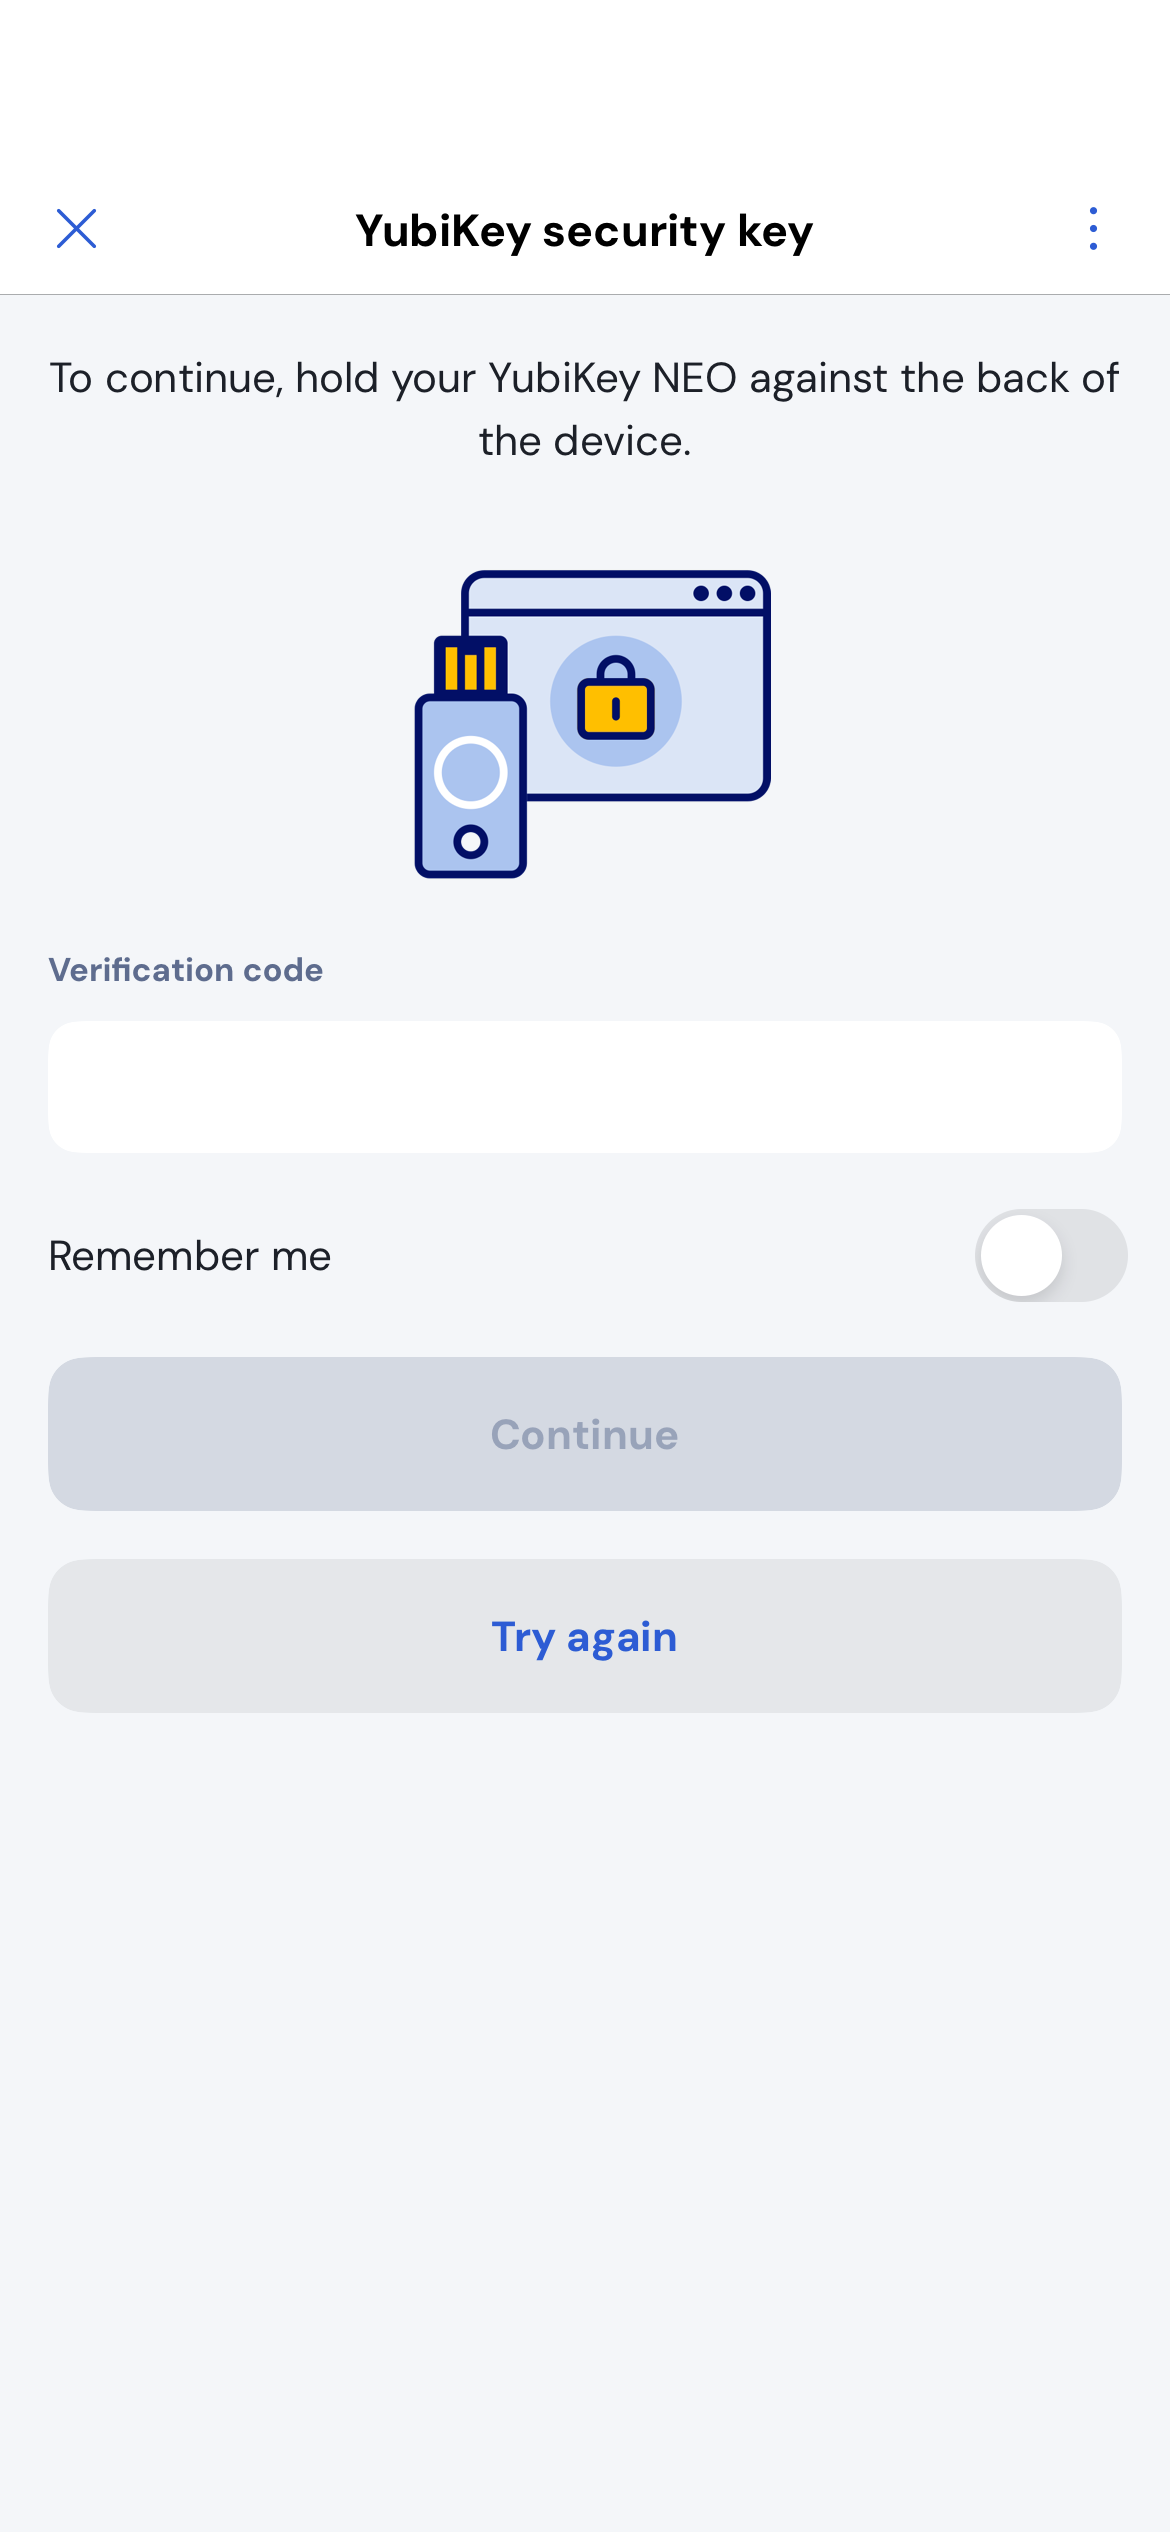 YubiKey security key
To continue, hold your YubiKey NEO against the back of
the device.
Verification code
Remember me
Continue
Try again